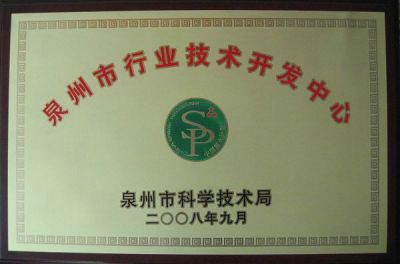 泉州市行业技术开发中心
SP
泉州市科学技术局
二〇〇八年九月